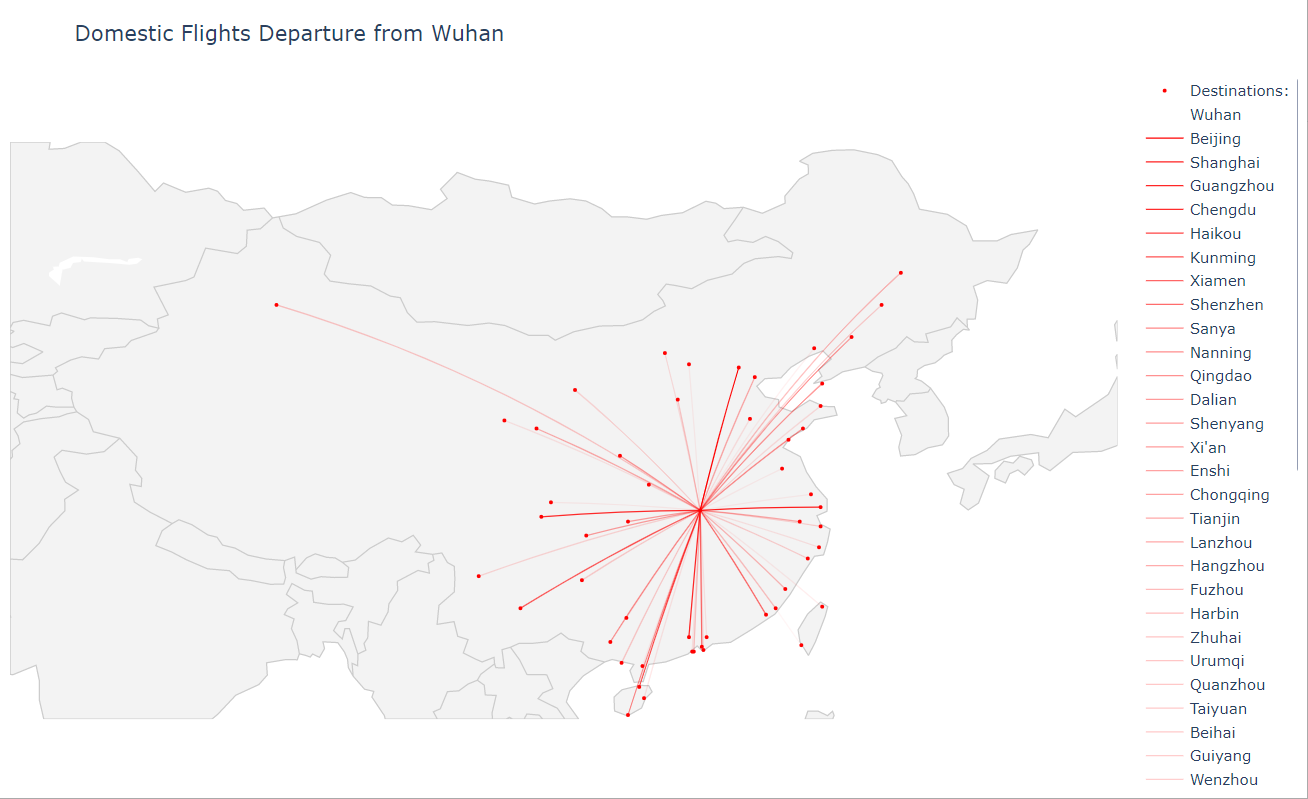 Domestic Flights Departure from Wuhan
Destinations:
Wuhan
Beijing
Shanghai
Guangzhou
Chengdu
Haikou
Kunming
Xiamen
Shenzhen
Sanya
Nanning
Qingdao
Dalian
Shenyang
Xi'an
Enshi
Chongqing
Tianjin
Lanzhou
Hangzhou
Fuzhou
Harbin
Zhuhai
Urumqi
Quanzhou
Taiyuan
Beihai
Guiyang
Wenzhou